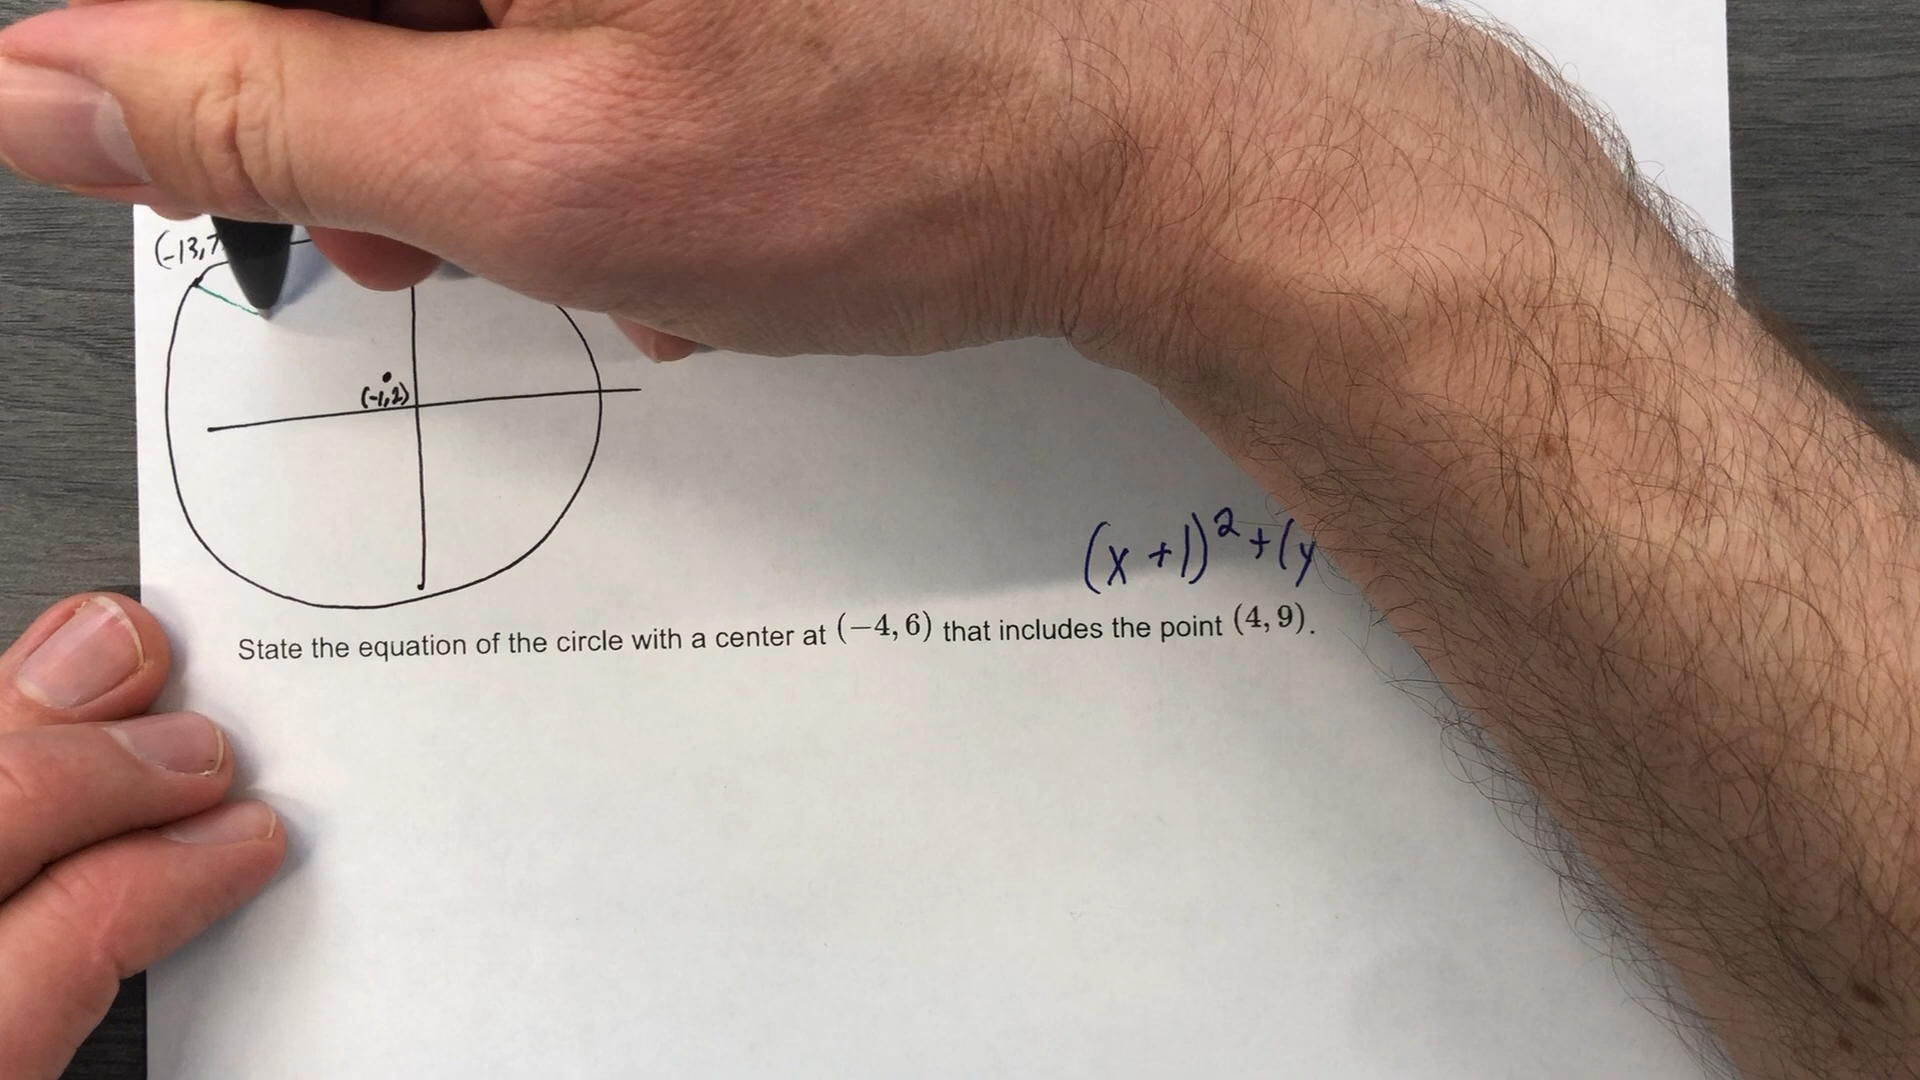 (-13,7
(-1,2)
(x +1)² + (y
State the equation of the circle with a center at (−4, 6) that includes the point (4, 9).